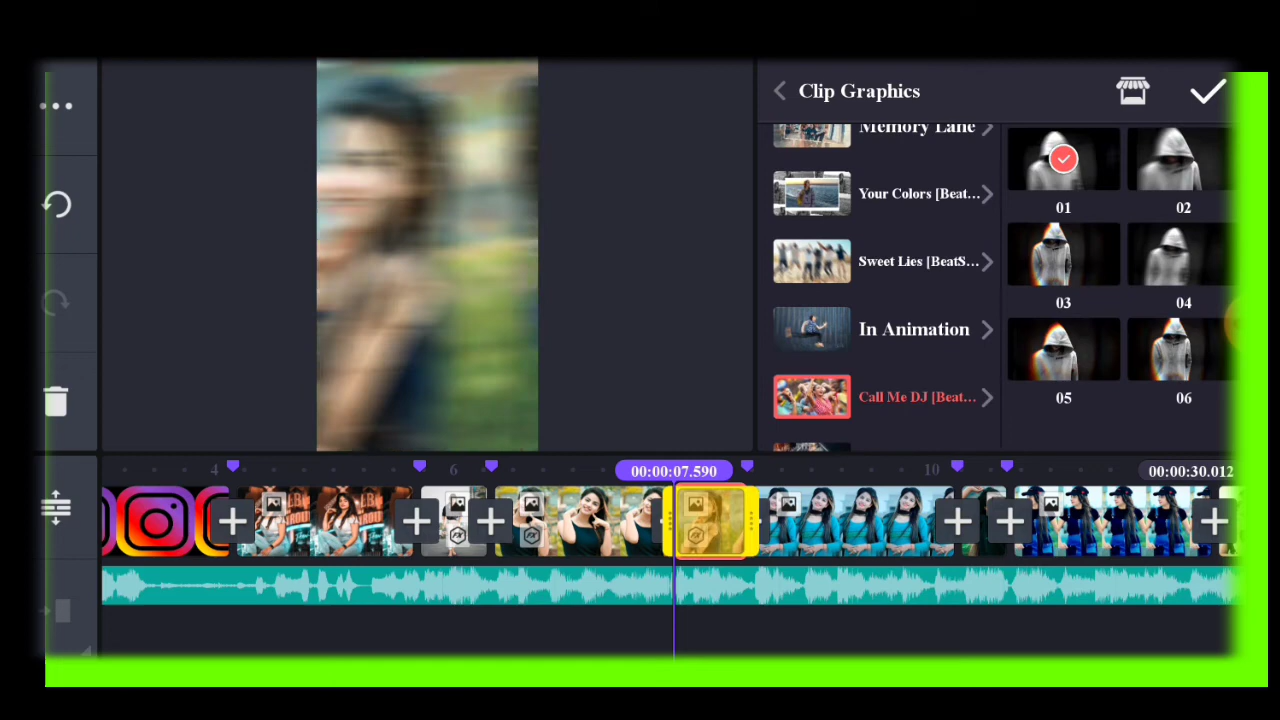 Clip Graphics
Memory Lane
Your Colors [Beat...
Sweet Lies [BeatS...
In Animation
Call Me DJ [Beat...
01
02
03
04
05
06
4
6
00:00:07.590
10
00:00:30.012